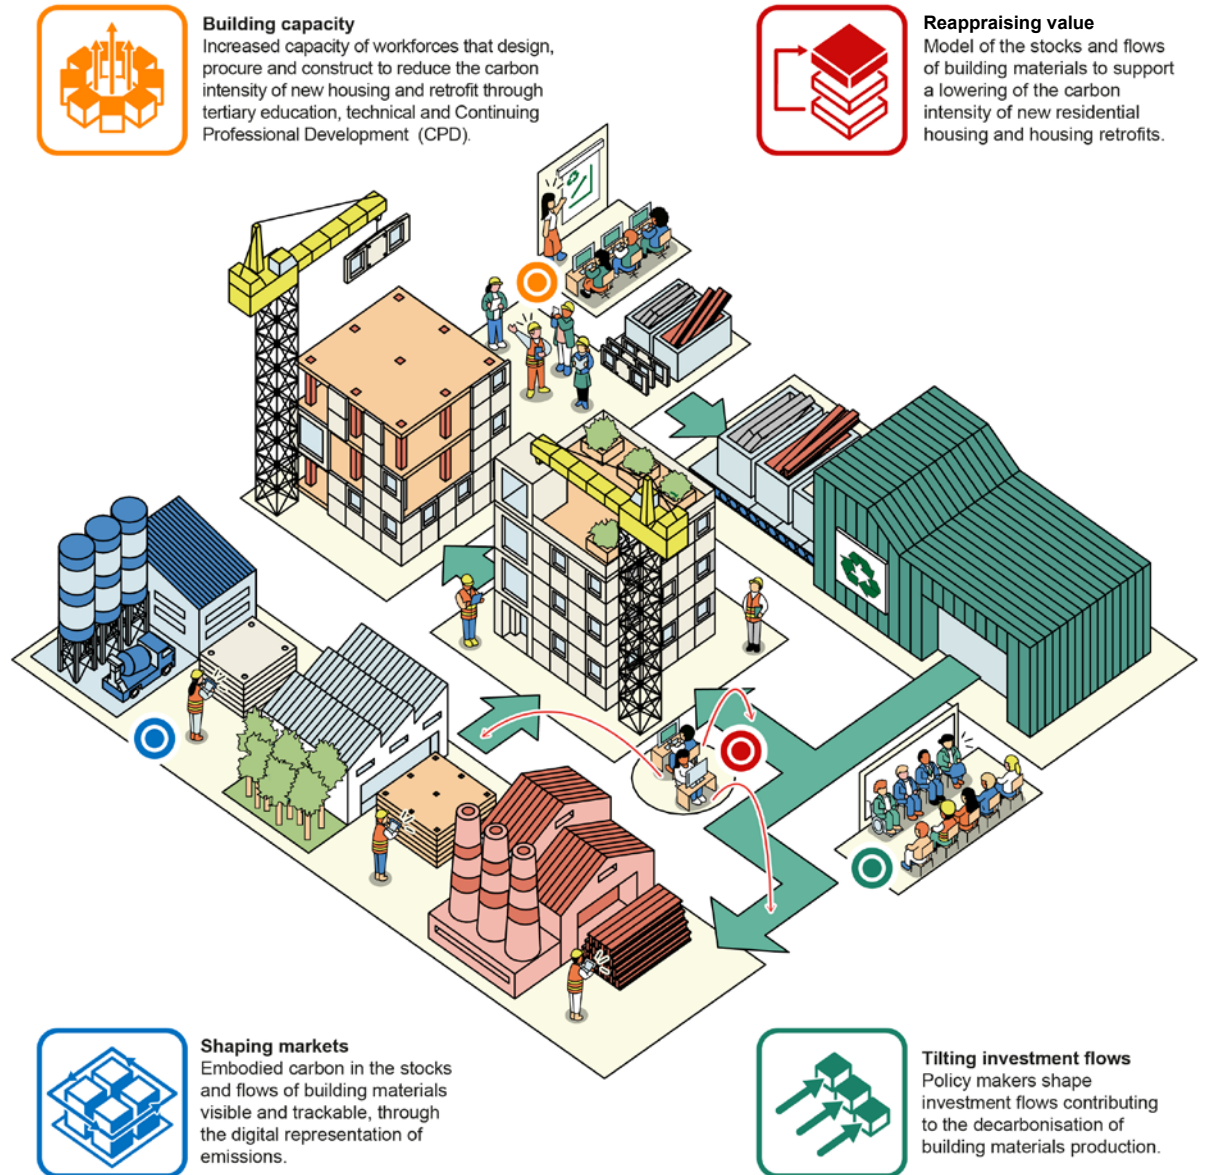 Building capacity
Increased capacity of workforces that design,
procure and construct to reduce the carbon
intensity of new housing and retrofit through
tertiary education, technical and Continuing
Professional Development (CPD).
Reappraising value
Model of the stocks and flows
of building materials to support
a lowering of the carbon
intensity of new residential
housing and housing retrofits.
Shaping markets
Embodied carbon in the stocks
and flows of building materials
visible and trackable, through
the digital representation of
emissions.
Tilting investment flows
Policy makers shape
investment flows contributing
to the decarbonisation of
building materials production.